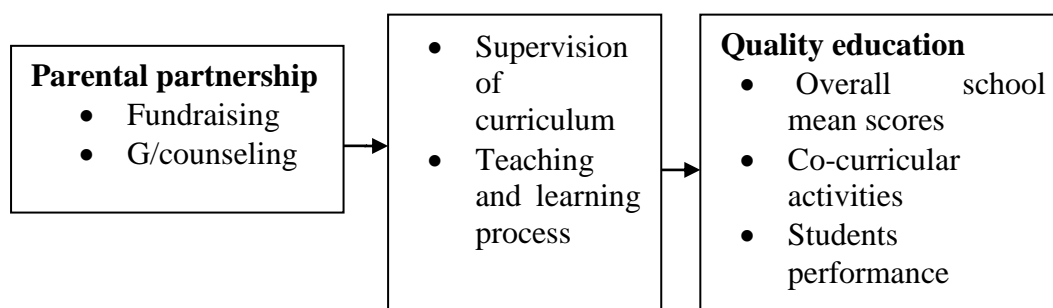 Parental partnership
• Fundraising
• G/counseling
• Supervision
of
curriculum
• Teaching
and learning
process
Quality education
• Overall school
mean scores
• Co-curricular
activities
• Students
performance